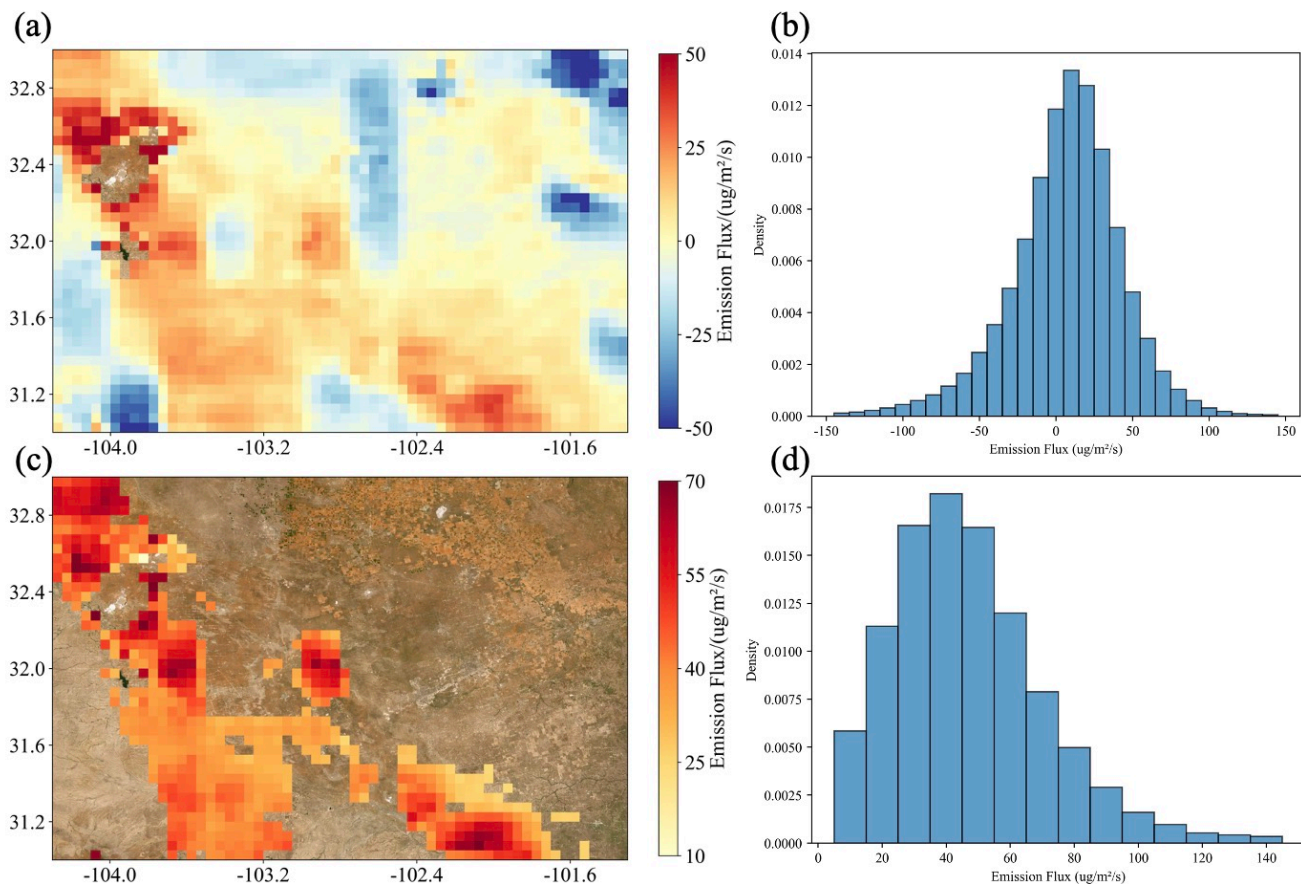 (a)
32.8
32.4
32.0
31.6
31.2
-104.0 -103.2 -102.4 -101.6
50
25
0
-25
-50
Emission Flux/(ug/m²/s)
(b)
0.014
0.012
0.010
0.008
0.006
0.004
0.002
0.000
Density
-150 -100 -50 0 50 100 150
Emission Flux (ug/m²/s)
(c)
32.8
32.4
32.0
31.6
31.2
-104.0 -103.2 -102.4 -101.6
70
55
40
25
10
Emission Flux/(ug/m²/s)
(d)
0.0175
0.0150
0.0125
0.0100
0.0075
0.0050
0.0025
0.0000
Density
0 20 40 60 80 100 120 140
Emission Flux (ug/m²/s)